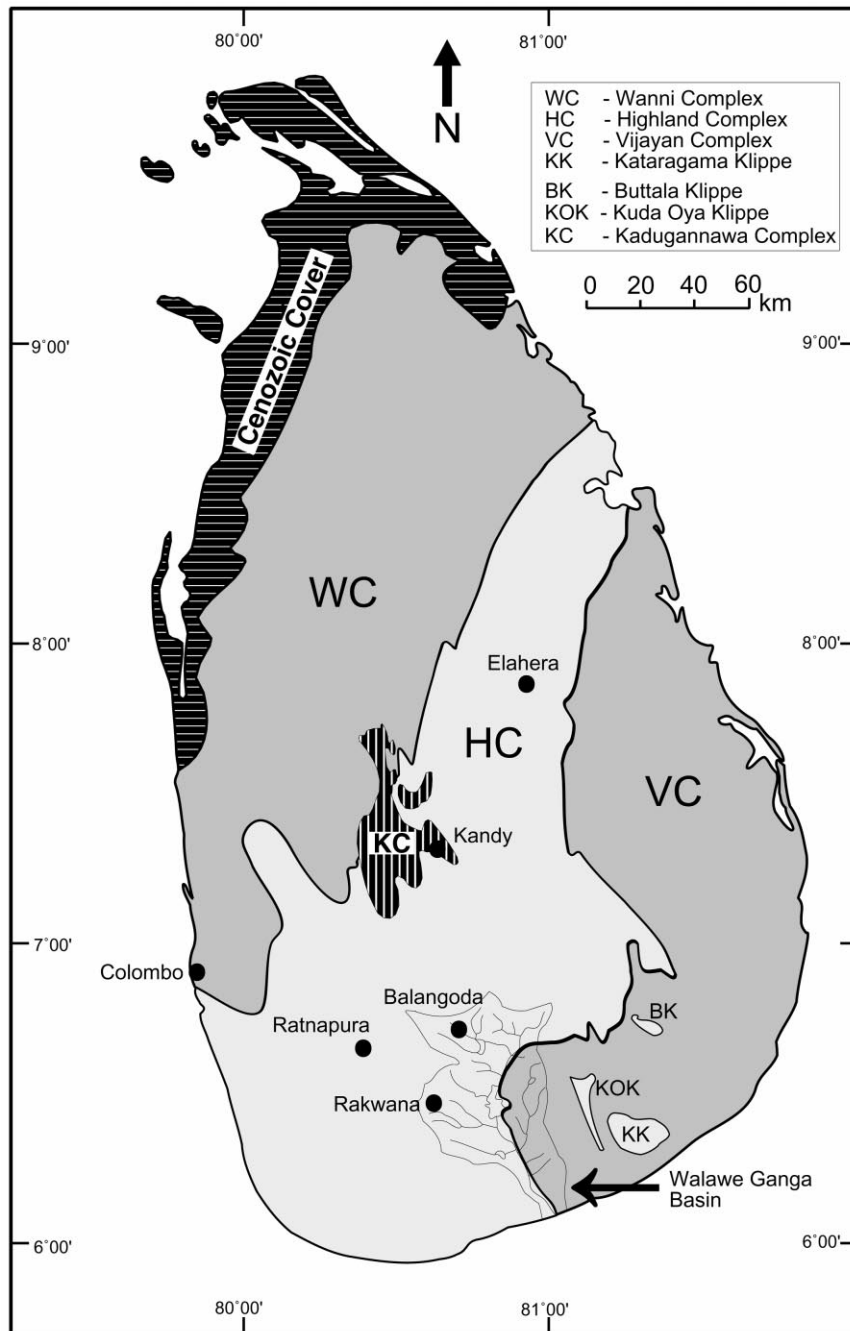 80°00'
81°00'
N
WC - Wanni Complex
HC - Highland Complex
VC - Vijayan Complex
KK - Kataragama Klippe
BK - Buttala Klippe
KOK - Kuda Oya Klippe
KC - Kadugannawa Complex
0 20 40 60
km
Cenozoic Cover
9°00'
9°00'
WC
8°00'
8°00'
Elahera
HC
VC
KC
Kandy
7°00'
7°00'
Colombo
Balangoda
BK
Ratnapura
KOK
Rakwana
KK
Walawe Ganga
Basin
6°00'
6°00'
80°00'
81°00'